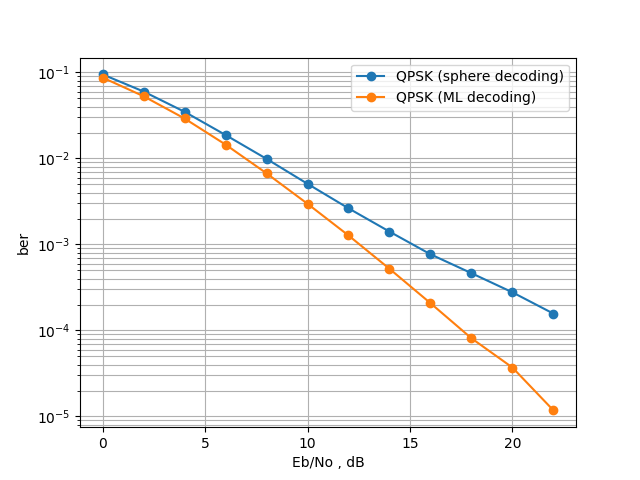 QPSK (sphere decoding)
QPSK (ML decoding)
10⁻¹
10⁻²
10⁻³
10⁻⁴
10⁻⁵
ber
0 5 10 15 20
Eb/No , dB